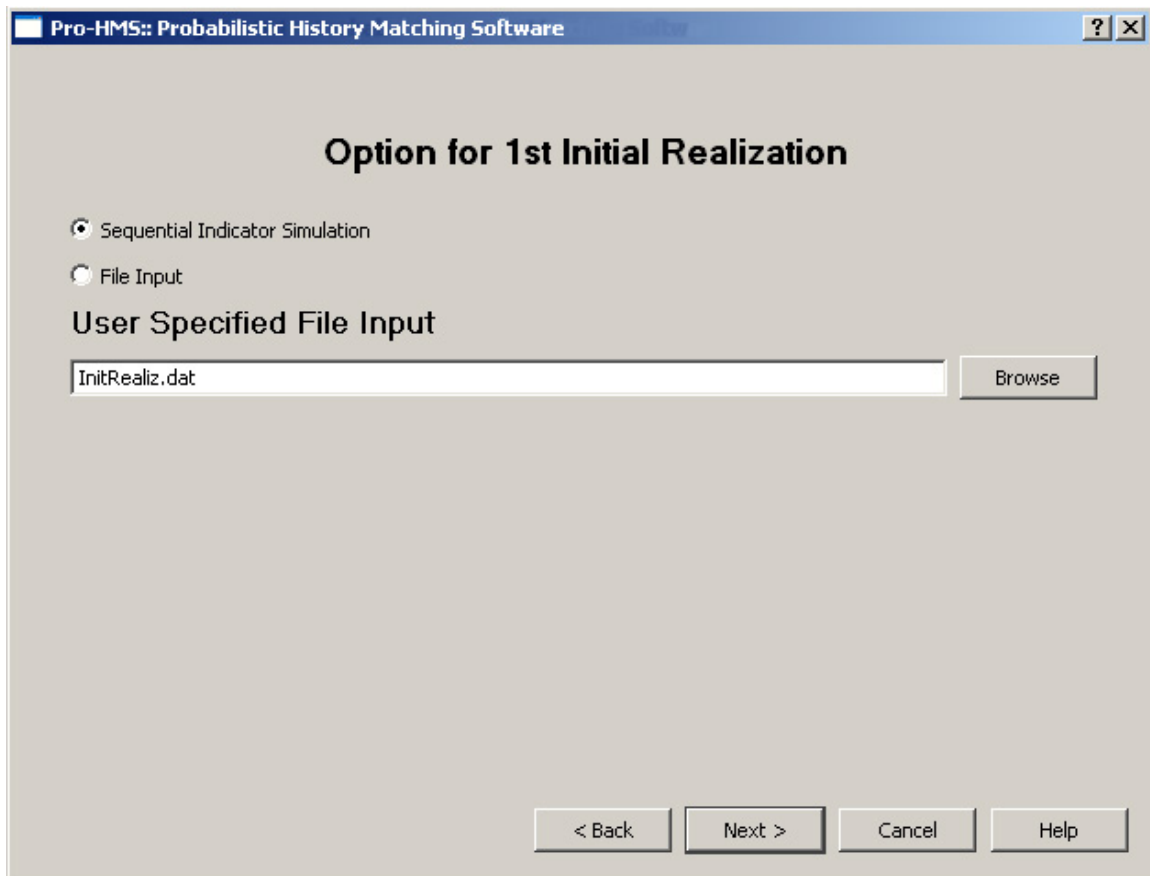 Pro-HMS:: Probabilistic History Matching Software
Option for 1st Initial Realization
Sequential Indicator Simulation
File Input
User Specified File Input
InitRealiz.dat Browse
< Back Next > Cancel Help